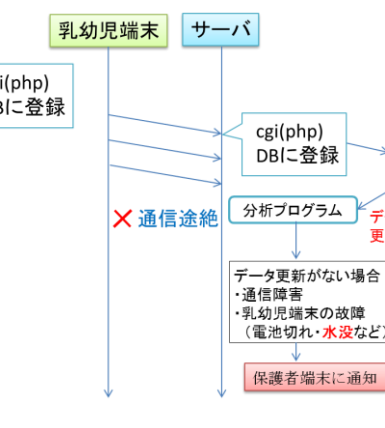 乳幼児端末
サーバ
i(php)
Bに登録
cgi(php)
DBに登録
✕ 通信途絶
分析プログラム
デ
更
データ更新がない場合
・通信障害
・乳幼児端末の故障
（電池切れ・水没など）
保護者端末に通知